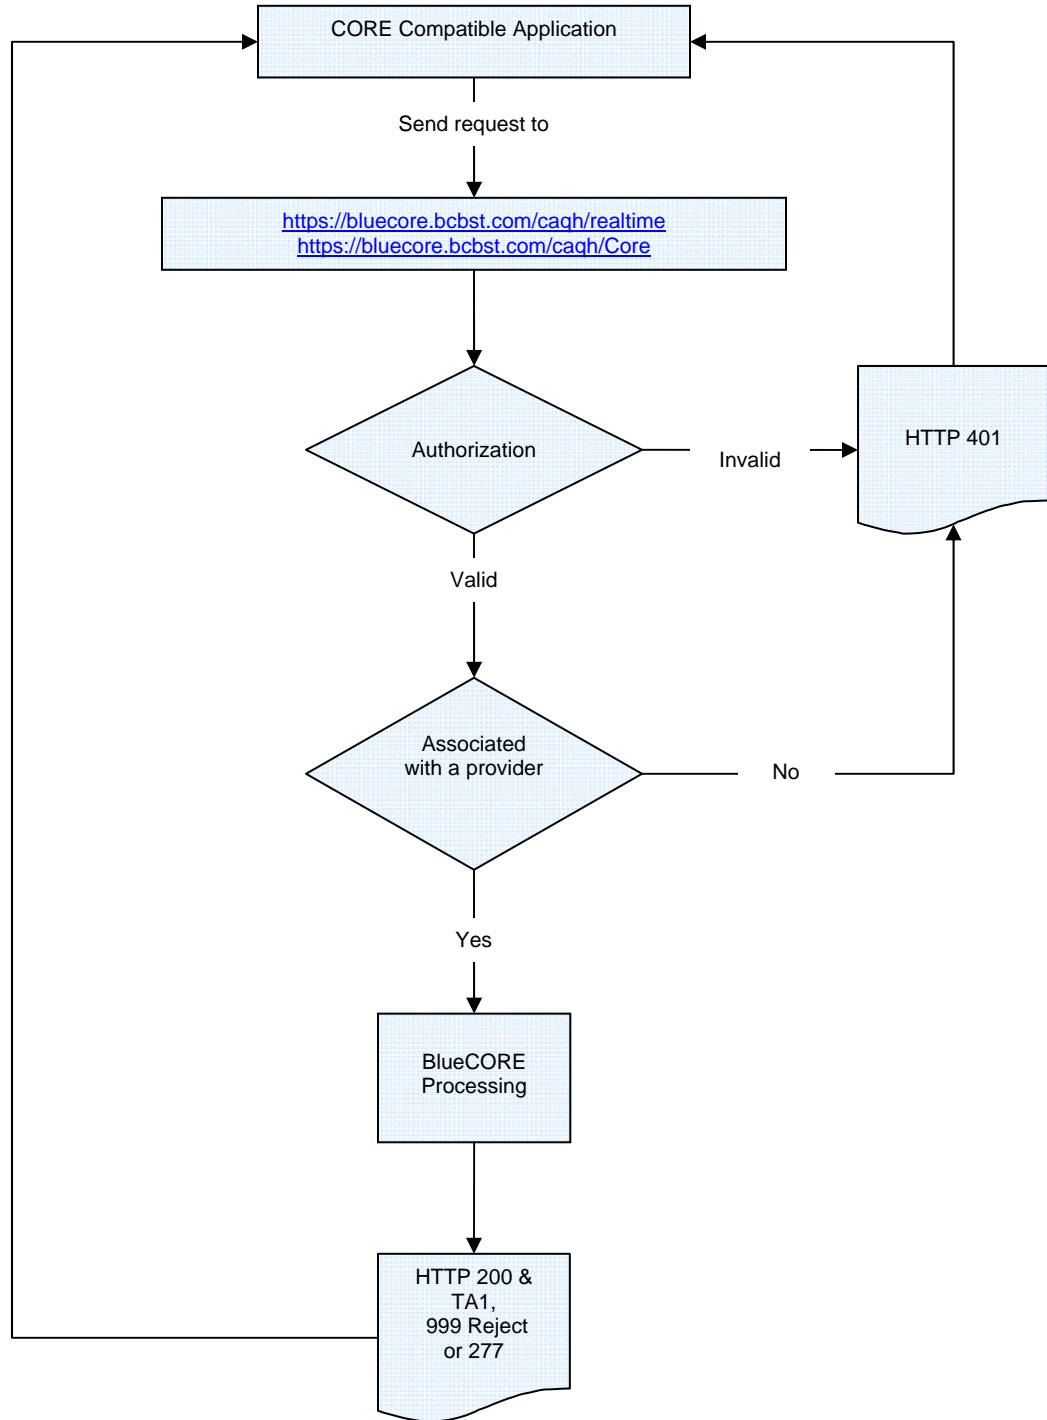 CORE Compatible Application
Send request to
https://bluecore.bcbst.com/caqh/realtime
https://bluecore.bcbst.com/caqh/Core
Authorization
Invalid
HTTP 401
Valid
Associated
with a provider
No
Yes
BlueCORE
Processing
HTTP 200 &
TA1,
999 Reject
or 277